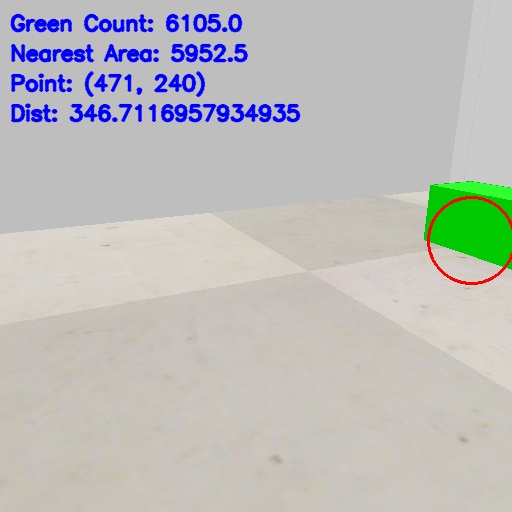 Green Count: 6105.0
Nearest Area: 5952.5
Point: (471, 240)
Dist: 346.7116957934935